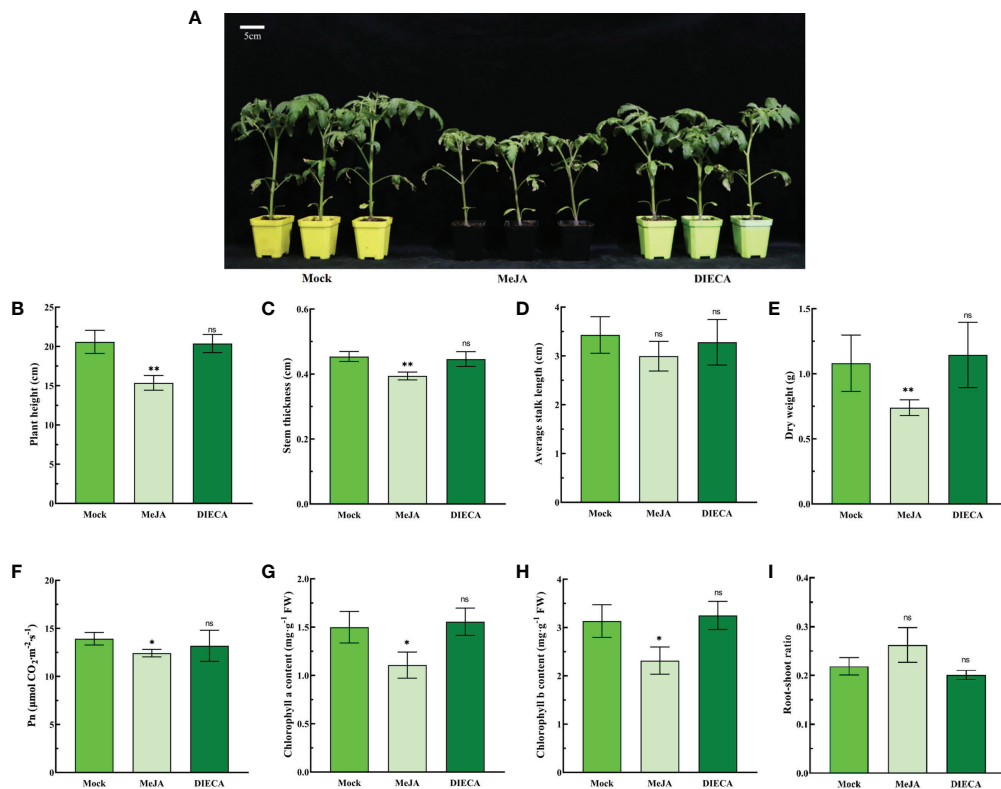 A
5cm
Mock MeJA DIECA
B
Plant height (cm)
25
20
15
10
5
0
**
ns
Mock MeJA DIECA
C
Stem thickness (cm)
0.6
0.4
0.2
0.0
**
ns
Mock MeJA DIECA
D
Average stalk length (cm)
4
3
2
1
0
ns
ns
Mock MeJA DIECA
E
Dry weight (g)
1.5
1.0
0.5
0.0
**
ns
Mock MeJA DIECA
F
Pn (μmol CO₂·m⁻²·s⁻¹)
20
15
10
5
0
*
ns
Mock MeJA DIECA
G
Chlorophyll a content (mg·g⁻¹ FW)
2.0
1.5
1.0
0.5
0.0
*
ns
Mock MeJA DIECA
H
Chlorophyll b content (mg·g⁻¹ FW)
4
3
2
1
0
*
ns
Mock MeJA DIECA
I
Root-shoot ratio
0.4
0.3
0.2
0.1
0.0
ns
ns
Mock MeJA DIECA